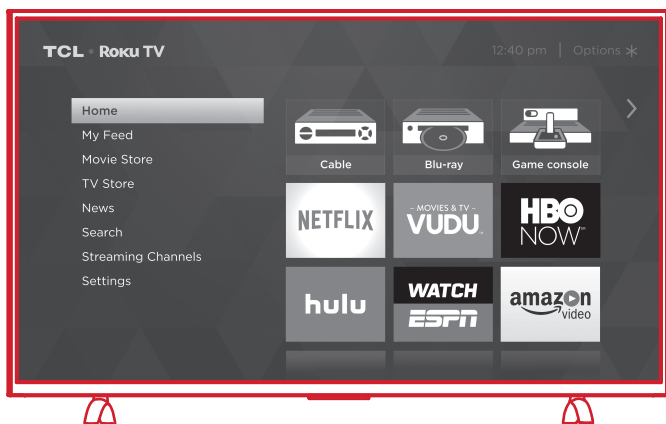 TCL • Roku TV
12:40 pm | Options *
Home
My Feed
Movie Store
TV Store
News
Search
Streaming Channels
Settings
Cable
Blu-ray
Game console
NETFLIX
– MOVIES & TV –
VUDU
HBO
NOW
hulu
WATCH
ESPN
amazon
video